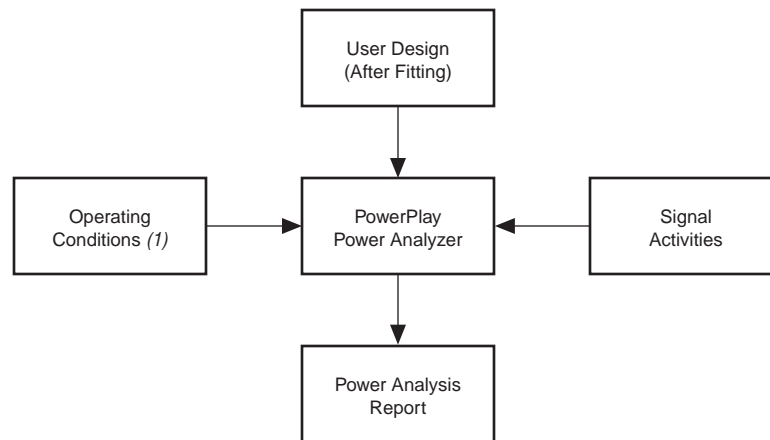 User Design
(After Fitting)
Operating
Conditions (1)
PowerPlay
Power Analyzer
Signal
Activities
Power Analysis
Report